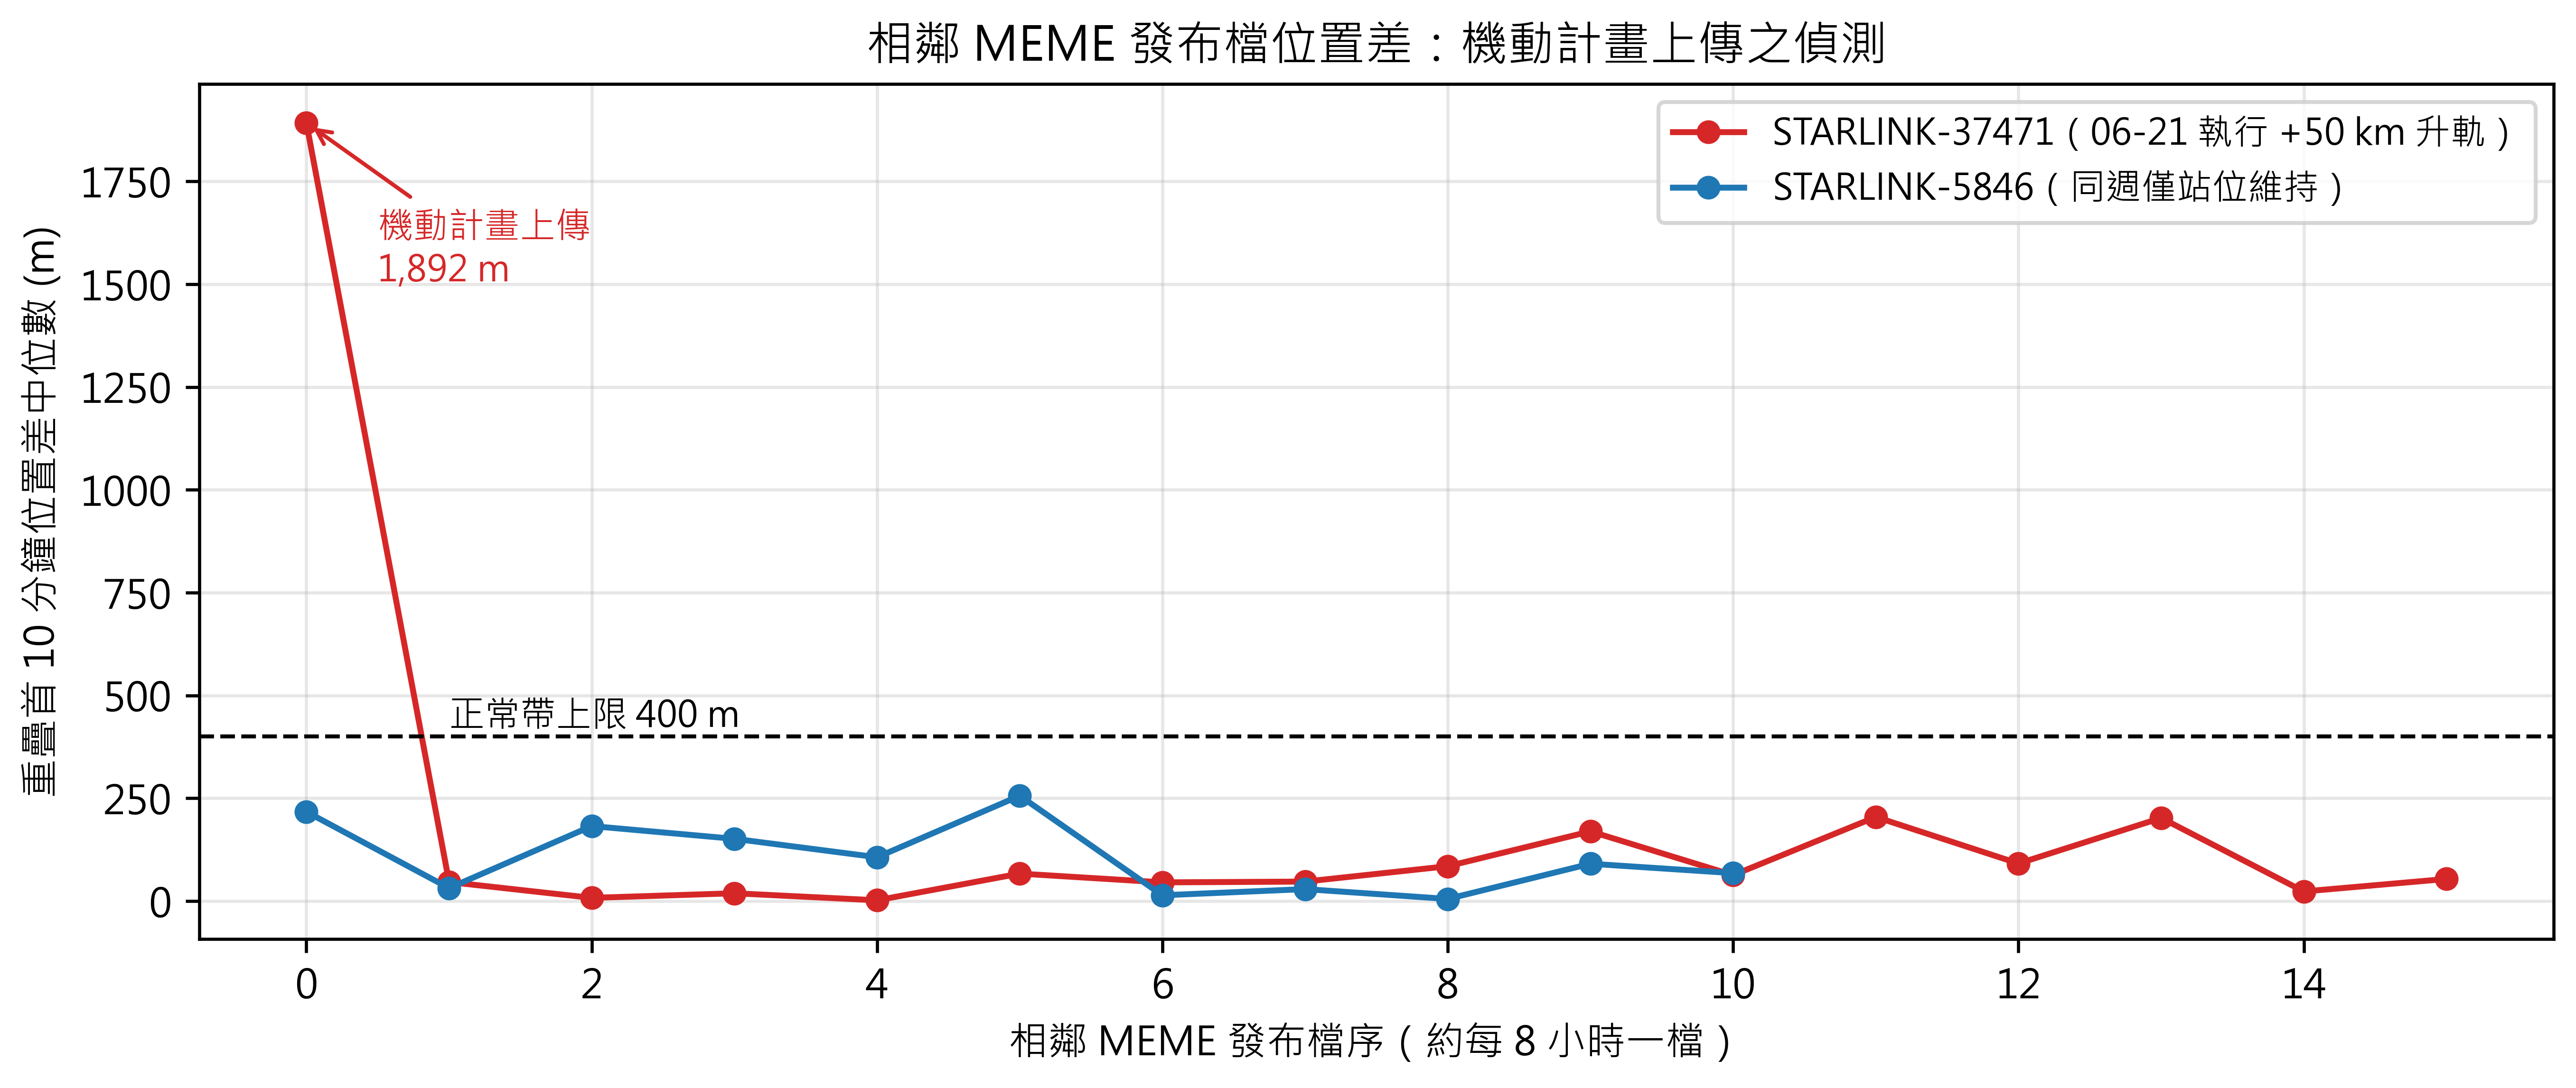 相鄰 MEME 發布檔位置差：機動計畫上傳之偵測
STARLINK-37471（06-21 執行 +50 km 升軌）
STARLINK-5846（同週僅站位維持）
機動計畫上傳
1,892 m
正常帶上限 400 m
重疊首 10 分鐘位置差中位數 (m)
1750
1500
1250
1000
750
500
250
0
0 2 4 6 8 10 12 14
相鄰 MEME 發布檔序（約每 8 小時一檔）